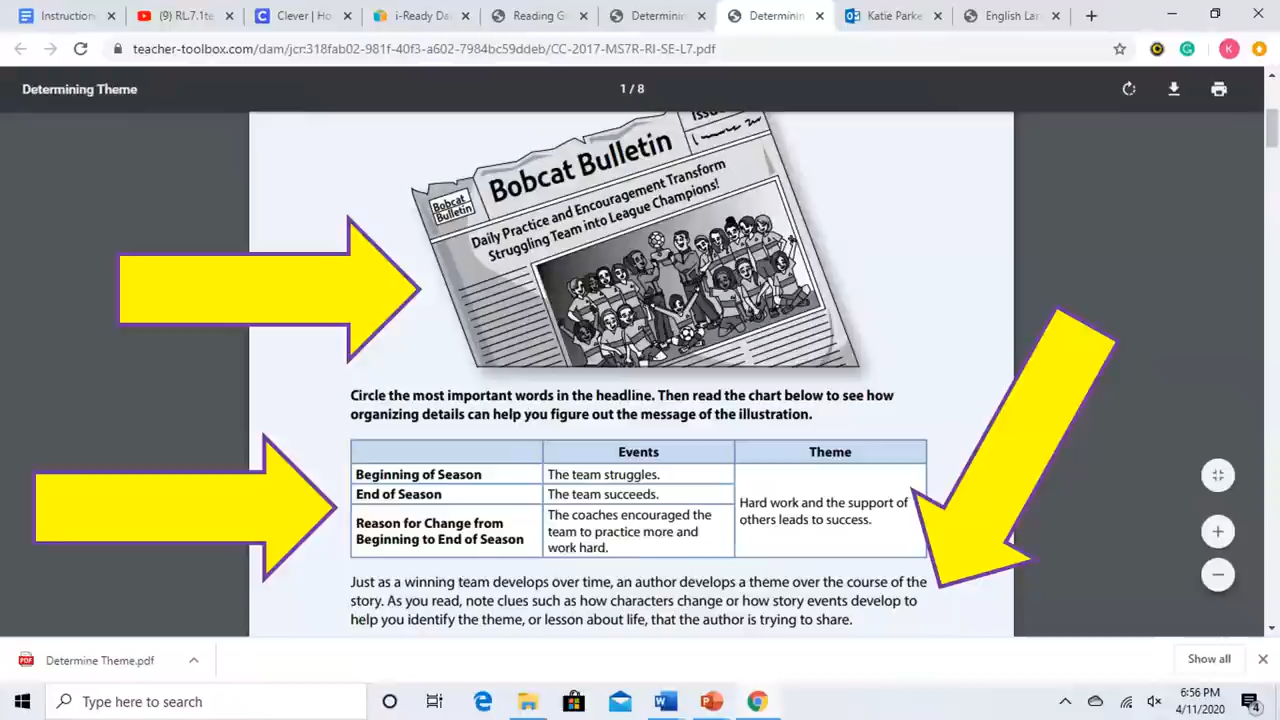 Instructions
(9) RL7.1te
Clever | Ho
i-Ready Da
Reading G
Determinin
Determinin
Katie Parke
English Lan
teacher-toolbox.com/dam/jcr:318fab02-981f-40f3-a602-7984bc59ddeb/CC-2017-MS7R-RI-SE-L7.pdf
K
Determining Theme
1 / 8
Bobcat Bulletin
Bobcat
Bulletin
Daily Practice and Encouragement Transform
Struggling Team into League Champions!
Circle the most important words in the headline. Then read the chart below to see how
organizing details can help you figure out the message of the illustration.
Events Theme
Beginning of Season The team struggles.
End of Season The team succeeds.
Reason for Change from
Beginning to End of Season
The coaches encouraged the
team to practice more and
work hard.
Hard work and the support of
others leads to success.
Just as a winning team develops over time, an author develops a theme over the course of the
story. As you read, note clues such as how characters change or how story events develop to
help you identify the theme, or lesson about life, that the author is trying to share.
PDF
Determine Theme.pdf
Show all
Type here to search
6:56 PM
4/11/2020
4